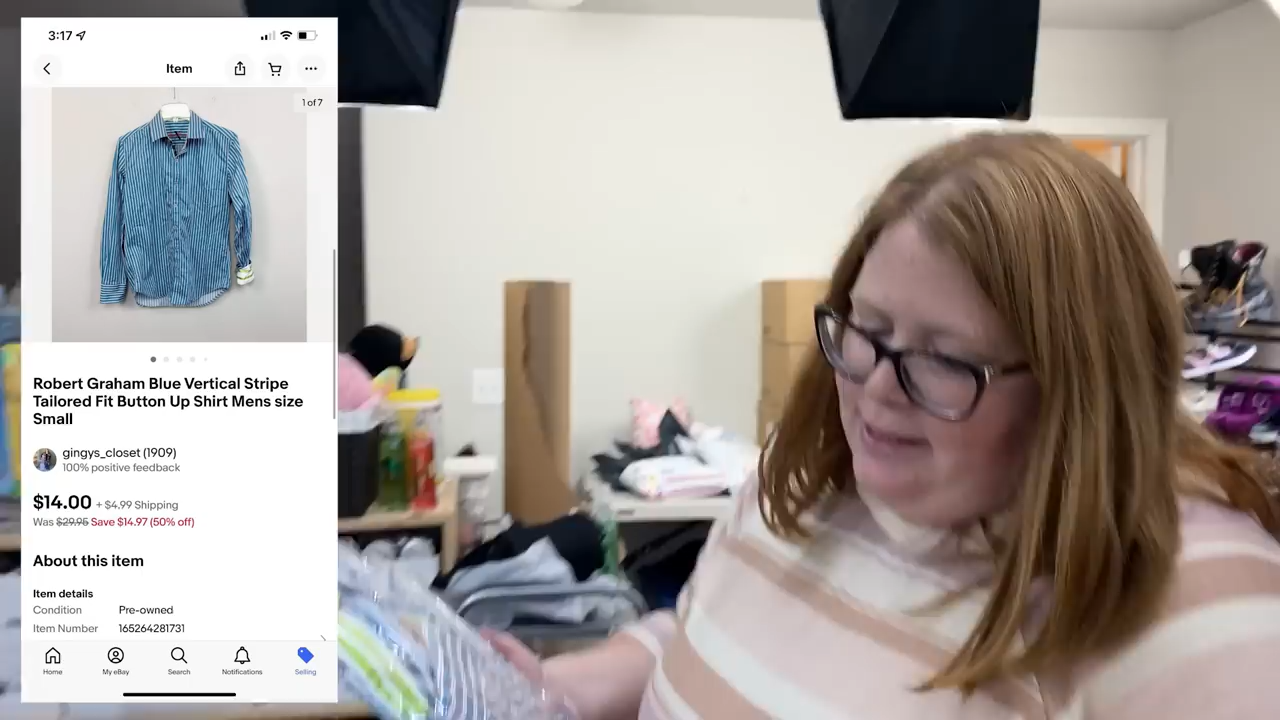 3:17
Item
1 of 7
Robert Graham Blue Vertical Stripe
Tailored Fit Button Up Shirt Mens size
Small
gingys_closet (1909)
100% positive feedback
$14.00 + $4.99 Shipping
Was $29.95 Save $14.97 (50% off)
About this item
Item details
Condition Pre-owned
Item Number 165264281731
Home My eBay Search Notifications Selling